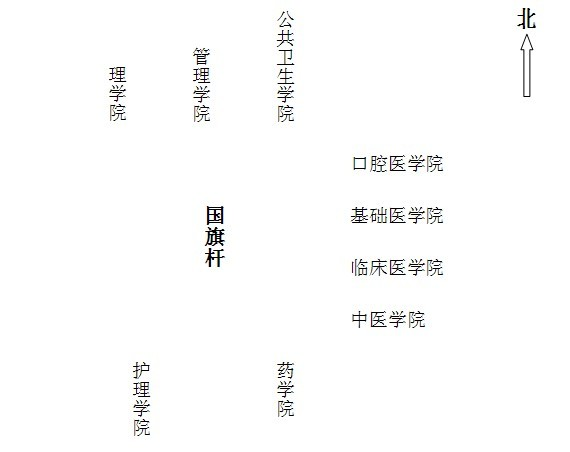 北
公共卫生学院
管理学院
理学院
口腔医学院
国旗杆
基础医学院
临床医学院
中医学院
护理学院
药学院